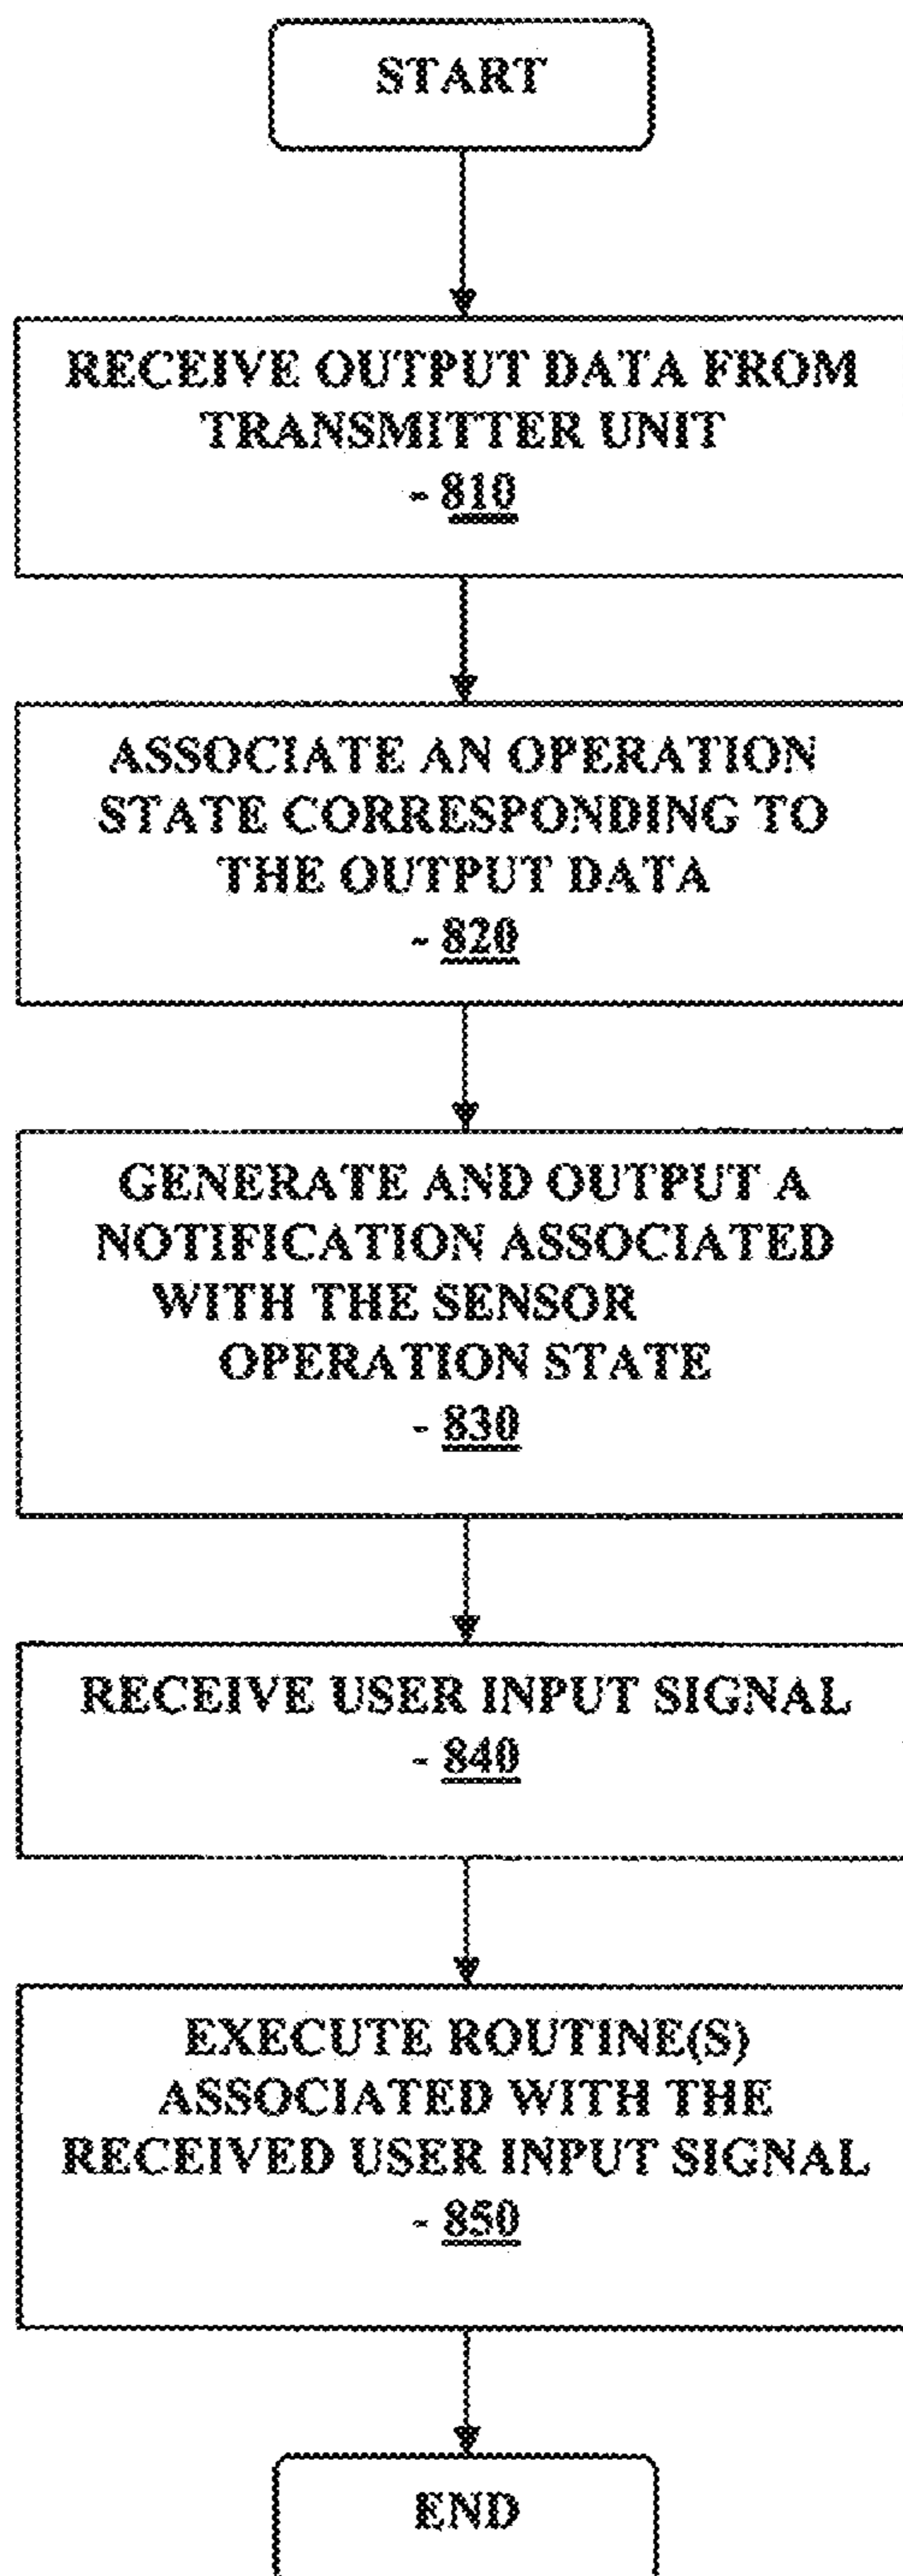 START
RECEIVE OUTPUT DATA FROM
TRANSMITTER UNIT
- 810
ASSOCIATE AN OPERATION
STATE CORRESPONDING TO
THE OUTPUT DATA
- 820
GENERATE AND OUTPUT A
NOTIFICATION ASSOCIATED
WITH THE SENSOR
OPERATION STATE
- 830
RECEIVE USER INPUT SIGNAL
- 840
EXECUTE ROUTINE(S)
ASSOCIATED WITH THE
RECEIVED USER INPUT SIGNAL
- 850
END